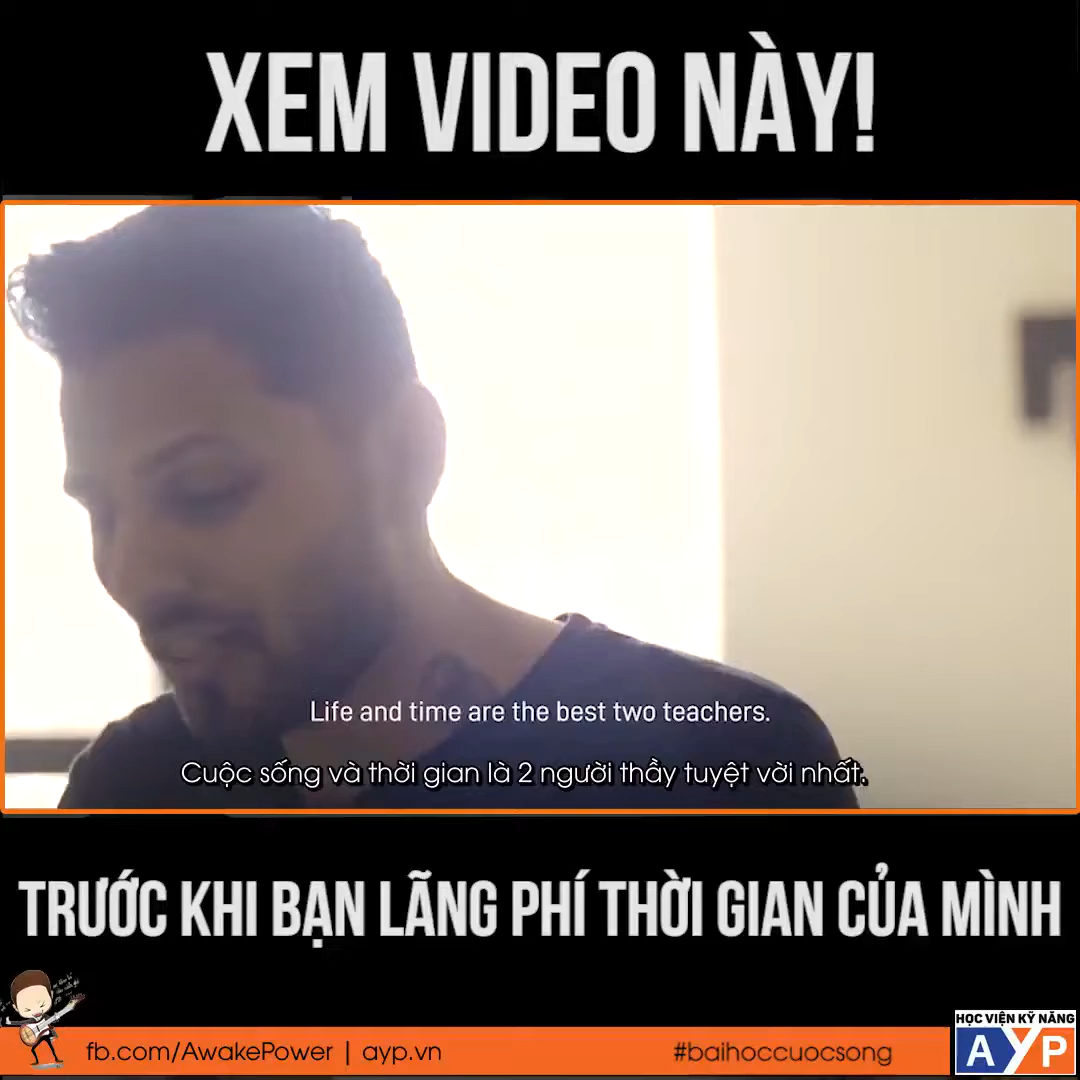 XEM VIDEO NÀY!
Life and time are the best two teachers.
Cuộc sống và thời gian là 2 người thầy tuyệt vời nhất.
TRƯỚC KHI BẠN LÃNG PHÍ THỜI GIAN CỦA MÌNH
HỌC VIỆN KỸ NĂNG
fb.com/AwakePower | ayp.vn
#baihoccuocsong
AYP